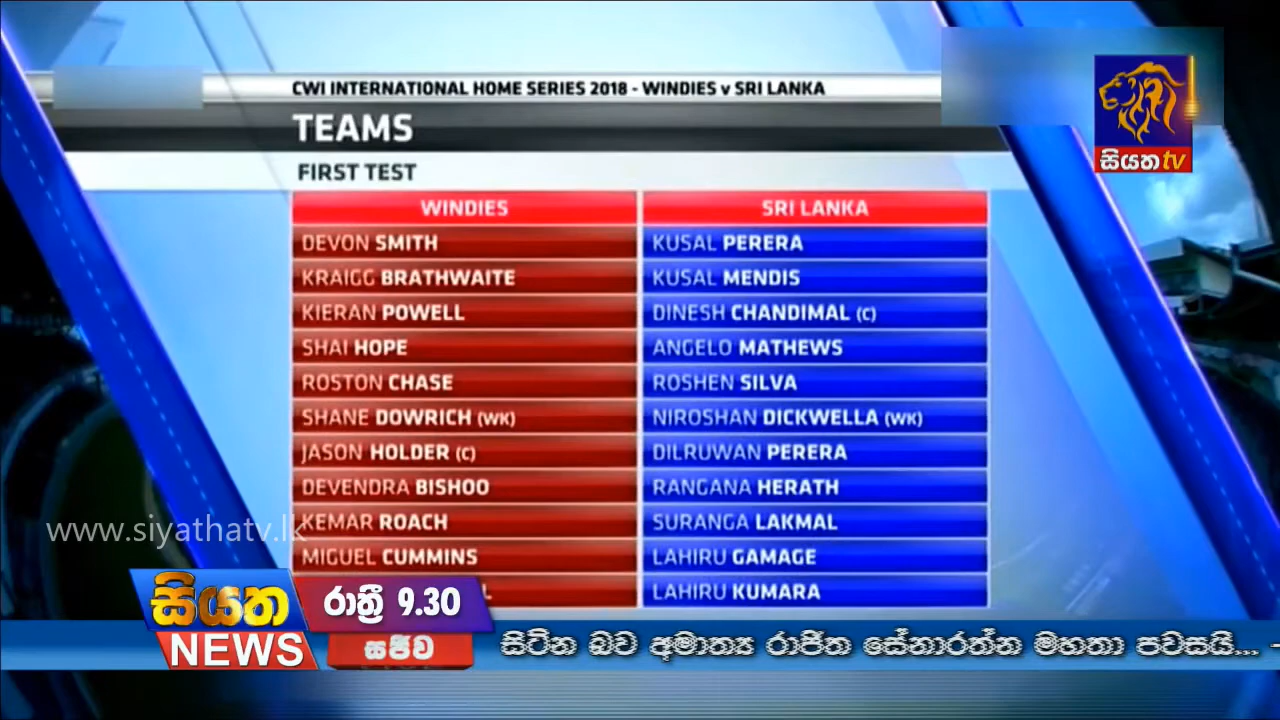 CWI INTERNATIONAL HOME SERIES 2018 - WINDIES v SRI LANKA
සියත tv
TEAMS
FIRST TEST
WINDIES SRI LANKA
DEVON SMITH KUSAL PERERA
KRAIGG BRATHWAITE KUSAL MENDIS
KIERAN POWELL DINESH CHANDIMAL (C)
SHAI HOPE ANGELO MATHEWS
ROSTON CHASE ROSHEN SILVA
SHANE DOWRICH (WK) NIROSHAN DICKWELLA (WK)
JASON HOLDER (C) DILRUWAN PERERA
DEVENDRA BISHOO RANGANA HERATH
KEMAR ROACH SURANGA LAKMAL
www.siyathatv.lk
MIGUEL CUMMINS LAHIRU GAMAGE
LAHIRU KUMARA
සියත රාත්‍රී 9.30
NEWS සජීව
සිටින බව අමාත්‍ය රාජිත සේනාරත්න මහතා පවසයි... -